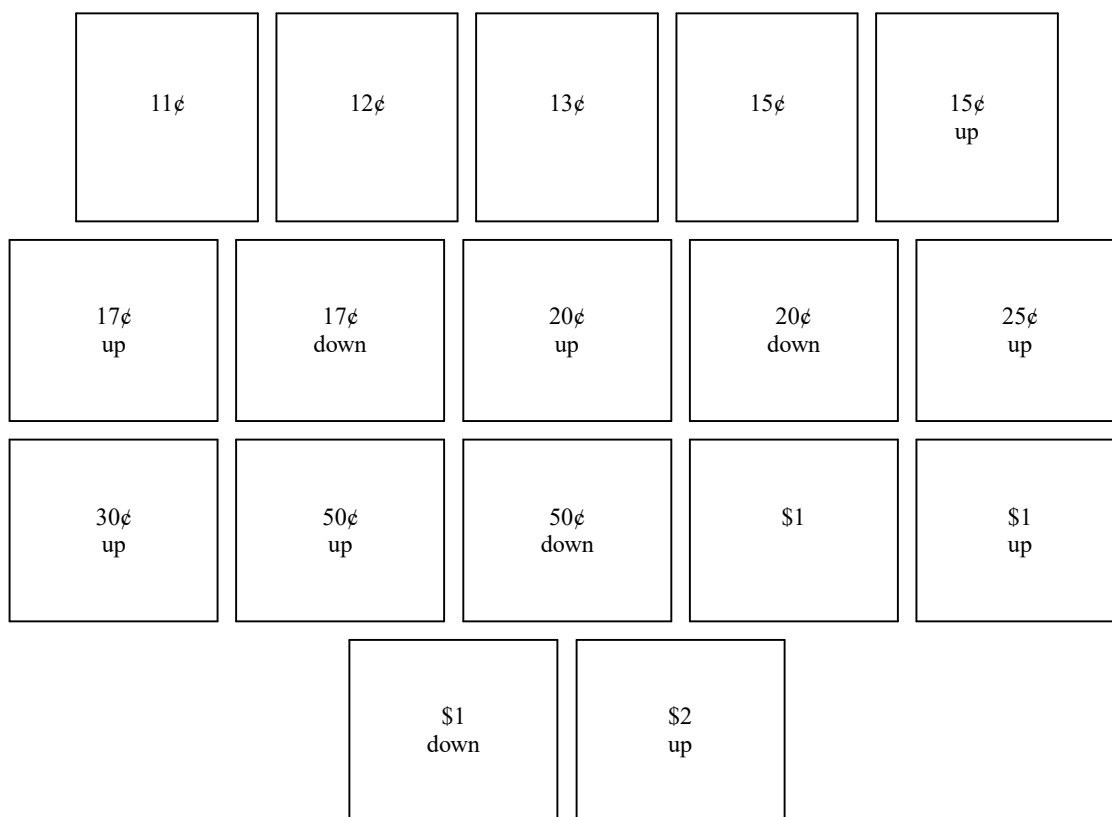 11¢ 12¢ 13¢ 15¢ 15¢
up
17¢ 17¢ 20¢ 20¢ 25¢
up down up down up
30¢ 50¢ 50¢ $1 $1
up up down up
$1 $2
down up